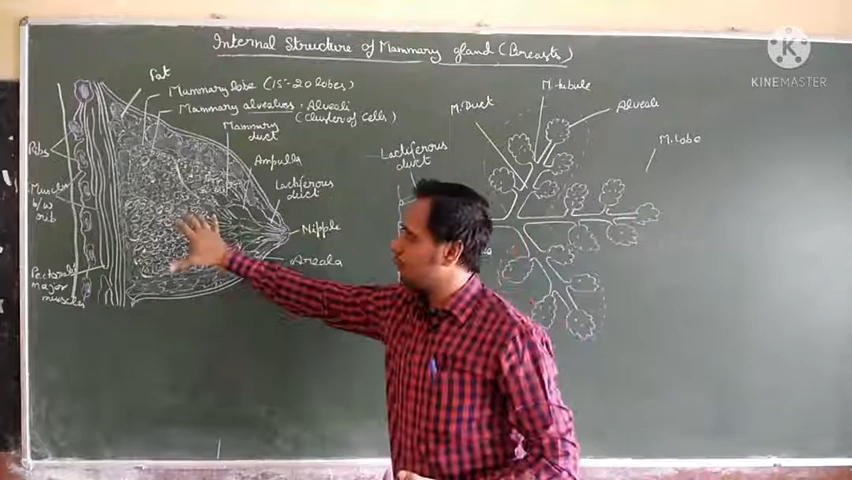 Internal Structure of Mammary gland (Breasts)
Fat
Mammary lobe (15-20 lobes)
Mammary alveolus, Alveoli
(Cluster of cells)
Mammary
duct
Ampulla
Lactiferous
duct
Nipple
Areola
Ribs
Muscles
b/w
rib
Pectoralis
major
muscles
Lactiferous
duct
M. Duct
M. tubule
Alveoli
M. lobe
K
KINEMASTER